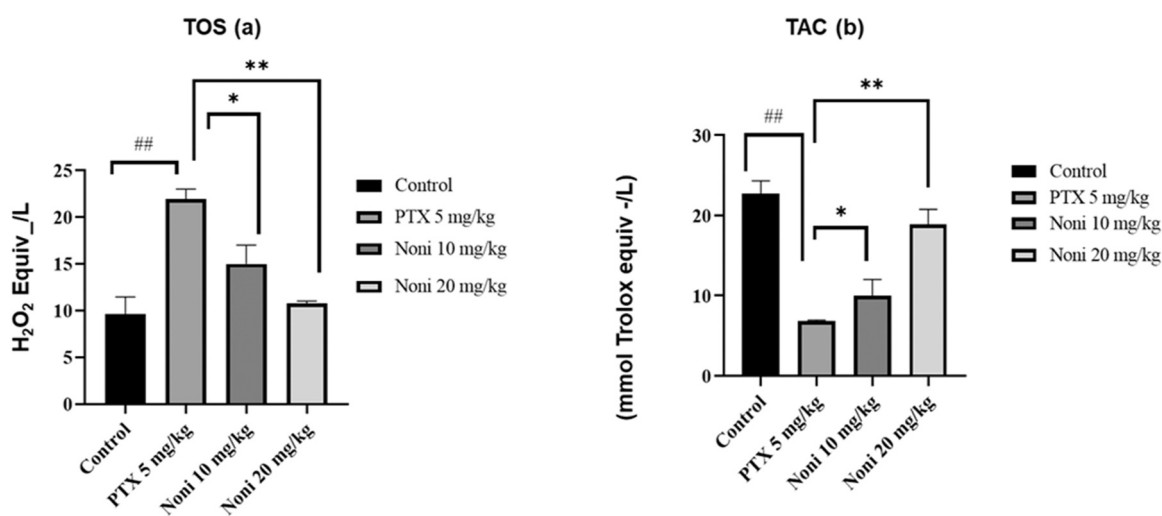 TOS (a)
**
*
##
25
20
15
10
5
0
H₂O₂ Equiv_/L
Control
PTX 5 mg/kg
Noni 10 mg/kg
Noni 20 mg/kg
Control
PTX 5 mg/kg
Noni 10 mg/kg
Noni 20 mg/kg
TAC (b)
**
##
*
30
20
10
0
(mmol Trolox equiv -/L)
Control
PTX 5 mg/kg
Noni 10 mg/kg
Noni 20 mg/kg
Control
PTX 5 mg/kg
Noni 10 mg/kg
Noni 20 mg/kg